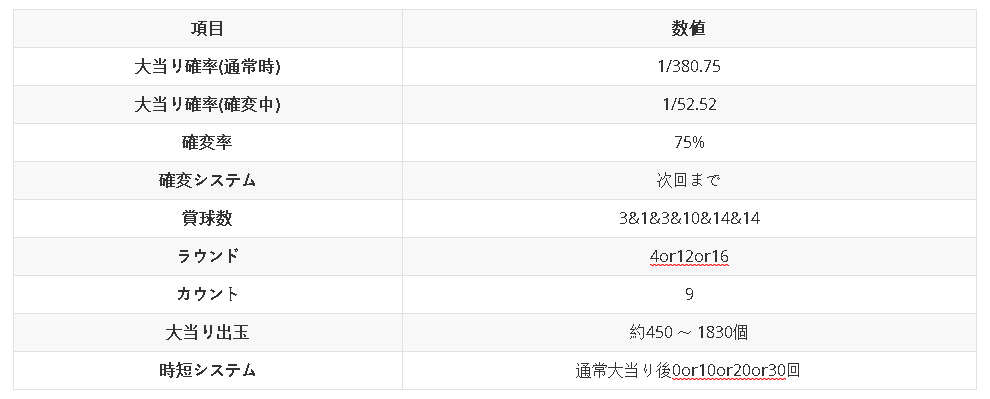 項目 数値
大当り確率(通常時) 1/380.75
大当り確率(確変中) 1/52.52
確変率 75%
確変システム 次回まで
賞球数 3&1&3&10&14&14
ラウンド 4or12or16
カウント 9
大当り出玉 約450 ～ 1830個
時短システム 通常大当り後0or10or20or30回